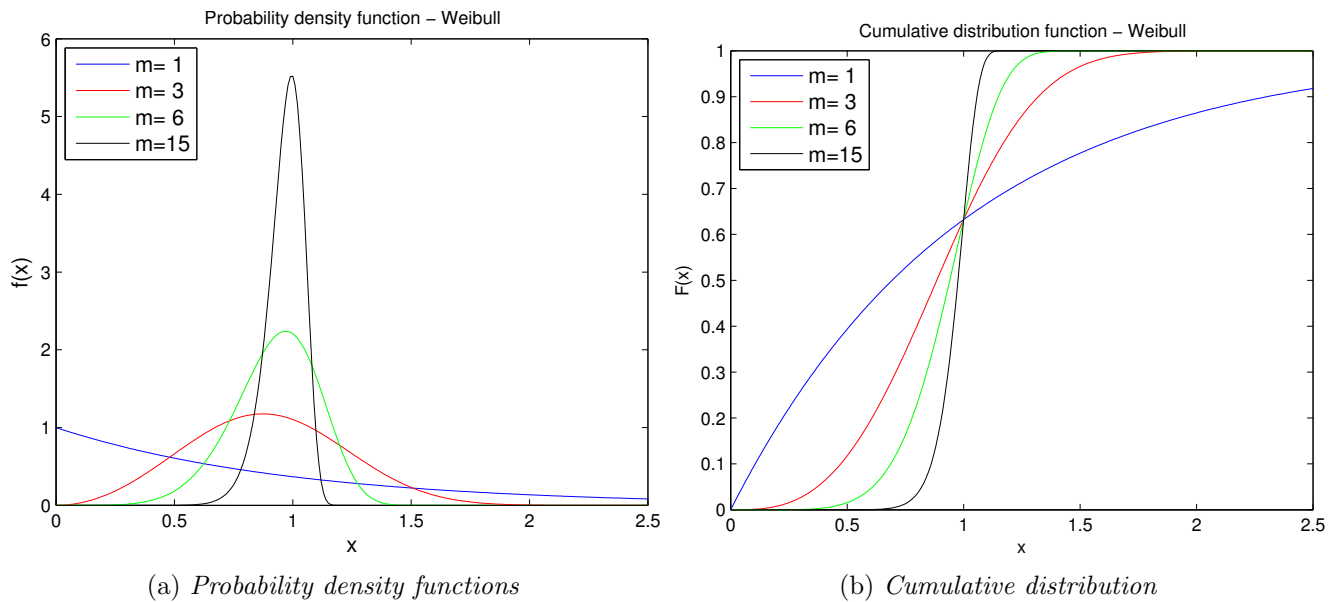 Probability density function – Weibull
6
5
4
3
2
1
0
0
0.5
1
1.5
2
2.5
f(x)
x
m= 1
m= 3
m= 6
m=15
(a) Probability density functions
Cumulative distribution function – Weibull
1
0.9
0.8
0.7
0.6
0.5
0.4
0.3
0.2
0.1
0
0
0.5
1
1.5
2
2.5
F(x)
x
m= 1
m= 3
m= 6
m=15
(b) Cumulative distribution